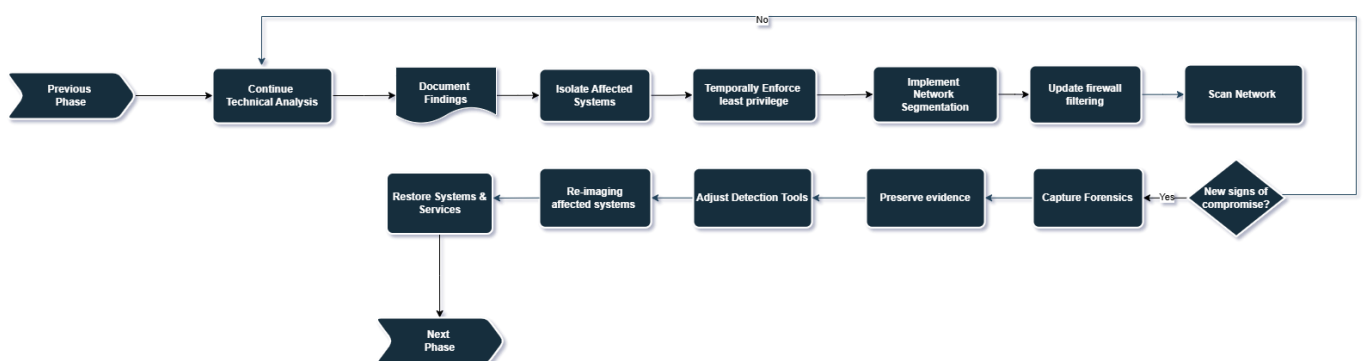 No
Previous
Phase
Continue
Technical Analysis
Document
Findings
Isolate Affected
Systems
Temporally Enforce
least privilege
Implement
Network
Segmentation
Update firewall
filtering
Scan Network
Restore Systems &
Services
Re-imaging
affected systems
Adjust Detection Tools
Preserve evidence
Capture Forensics
Yes
New signs of
compromise?
Next
Phase